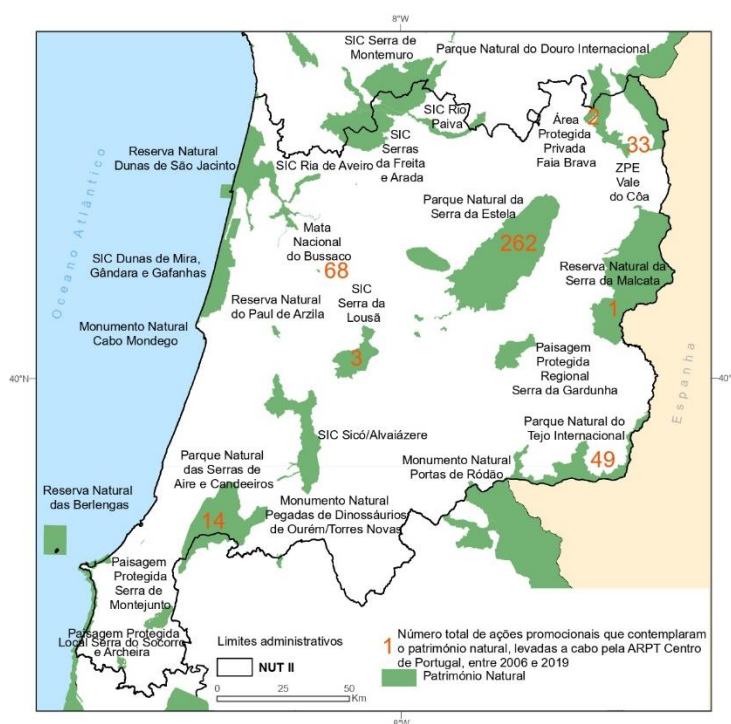 8°W
SIC Serra de
Montemuro
Parque Natural do Douro Internacional
SIC Rio
Paiva
Área
Protegida
Privada
Faia Brava
2
33
ZPE
Vale
do Côa
Reserva Natural
Dunas de São Jacinto
SIC Ria de Aveiro
SIC
Serras
da Freita
e Arada
Parque Natural da
Serra da Estela
262
Oceano Atlântico
Mata
Nacional
do Bussaco
68
SIC Dunas de Mira,
Gândara e Gafanhas
Reserva Natural da
Serra da Malcata
1
Reserva Natural
do Paul de Arzila
SIC
Serra da
Lousã
3
Monumento Natural
Cabo Mondego
Paisagem
Protegida
Regional
Serra da Gardunha
40°N
40°
Espanha
Parque Natural do
Tejo Internacional
49
SIC Sicó/Alvaiázere
Parque Natural
das Serras de
Aire e Candeeiros
14
Monumento Natural
Portas de Ródão
Reserva Natural
das Berlengas
Monumento Natural
Pegadas de Dinossáurios
de Ourém/Torres Novas
Paisagem
Protegida
Serra de
Montejunto
Paisagem Protegida
Local Serra do Socorro
e Archeira
Limites administrativos
NUT II
0 25 50
Km
1 Número total de ações promocionais que contemplaram
o património natural, levadas a cabo pela ARPT Centro
de Portugal, entre 2006 e 2019
Património Natural
8°W